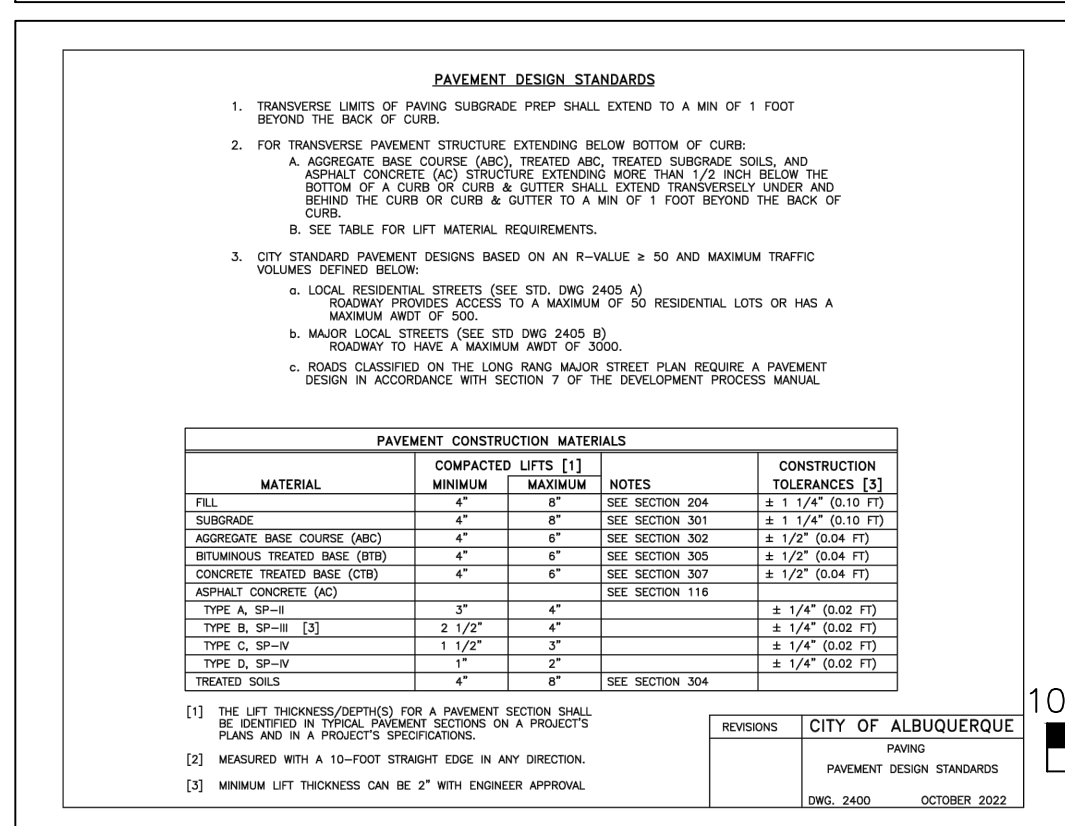 PAVEMENT DESIGN STANDARDS
1. TRANSVERSE LIMITS OF PAVING SUBGRADE PREP SHALL EXTEND TO A MIN OF 1 FOOT
BEYOND THE BACK OF CURB.
2. FOR TRANSVERSE PAVEMENT STRUCTURE EXTENDING BELOW BOTTOM OF CURB:
A. AGGREGATE BASE COURSE (ABC), TREATED ABC, TREATED SUBGRADE SOILS, AND
ASPHALT CONCRETE (AC) STRUCTURE EXTENDING MORE THAN 1/2 INCH BELOW THE
BOTTOM OF A CURB OR CURB & GUTTER SHALL EXTEND TRANSVERSELY UNDER AND
BEHIND THE CURB OR CURB & GUTTER TO A MIN OF 1 FOOT BEYOND THE BACK OF
CURB.
B. SEE TABLE FOR LIFT MATERIAL REQUIREMENTS.
3. CITY STANDARD PAVEMENT DESIGNS BASED ON AN R-VALUE ≥ 50 AND MAXIMUM TRAFFIC
VOLUMES DEFINED BELOW:
a. LOCAL RESIDENTIAL STREETS (SEE STD. DWG 2405 A)
ROADWAY PROVIDES ACCESS TO A MAXIMUM OF 50 RESIDENTIAL LOTS OR HAS A
MAXIMUM AWDT OF 500.
b. MAJOR LOCAL STREETS (SEE STD DWG 2405 B)
ROADWAY TO HAVE A MAXIMUM AWDT OF 3000.
c. ROADS CLASSIFIED ON THE LONG RANG MAJOR STREET PLAN REQUIRE A PAVEMENT
DESIGN IN ACCORDANCE WITH SECTION 7 OF THE DEVELOPMENT PROCESS MANUAL
PAVEMENT CONSTRUCTION MATERIALS
COMPACTED LIFTS [1] CONSTRUCTION
MATERIAL MINIMUM MAXIMUM NOTES TOLERANCES [3]
FILL 4" 8" SEE SECTION 204 ± 1 1/4" (0.10 FT)
SUBGRADE 4" 8" SEE SECTION 301 ± 1 1/4" (0.10 FT)
AGGREGATE BASE COURSE (ABC) 4" 6" SEE SECTION 302 ± 1/2" (0.04 FT)
BITUMINOUS TREATED BASE (BTB) 4" 6" SEE SECTION 305 ± 1/2" (0.04 FT)
CONCRETE TREATED BASE (CTB) 4" 6" SEE SECTION 307 ± 1/2" (0.04 FT)
ASPHALT CONCRETE (AC) SEE SECTION 116
TYPE A, SP-II 3" 4" ± 1/4" (0.02 FT)
TYPE B, SP-III [3] 2 1/2" 4" ± 1/4" (0.02 FT)
TYPE C, SP-IV 1 1/2" 3" ± 1/4" (0.02 FT)
TYPE D, SP-IV 1" 2" ± 1/4" (0.02 FT)
TREATED SOILS 4" 8" SEE SECTION 304
[1] THE LIFT THICKNESS/DEPTH(S) FOR A PAVEMENT SECTION SHALL
BE IDENTIFIED IN TYPICAL PAVEMENT SECTIONS ON A PROJECT'S
PLANS AND IN A PROJECT'S SPECIFICATIONS.
[2] MEASURED WITH A 10-FOOT STRAIGHT EDGE IN ANY DIRECTION.
[3] MINIMUM LIFT THICKNESS CAN BE 2" WITH ENGINEER APPROVAL
REVISIONS CITY OF ALBUQUERQUE
PAVING
PAVEMENT DESIGN STANDARDS
DWG. 2400 OCTOBER 2022
10